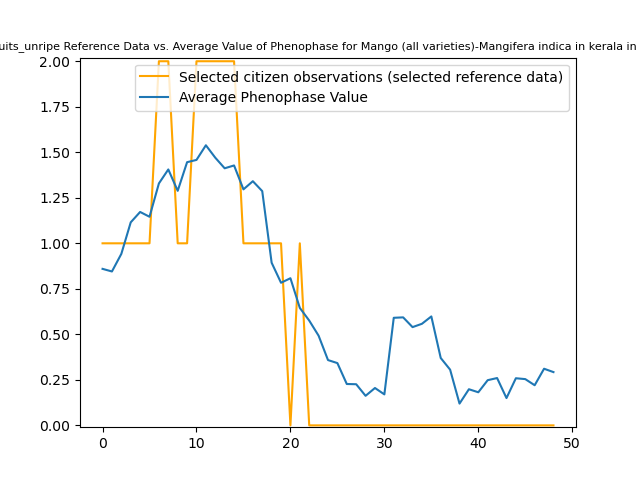 uits_unripe Reference Data vs. Average Value of Phenophase for Mango (all varieties)-Mangifera indica in kerala in
Selected citizen observations (selected reference data)
Average Phenophase Value
2.00
1.75
1.50
1.25
1.00
0.75
0.50
0.25
0.00
0 10 20 30 40 50